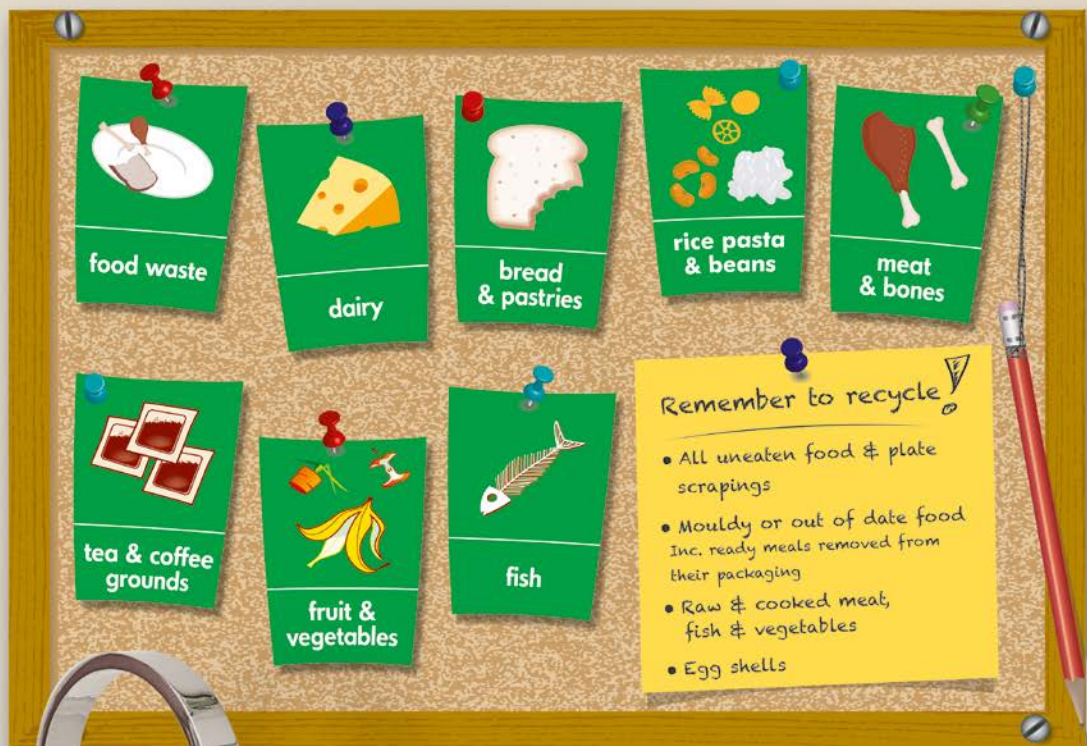 food waste
dairy
bread
& pastries
rice pasta
& beans
meat
& bones
tea & coffee
grounds
fruit &
vegetables
fish
Remember to recycle!
• All uneaten food & plate
scrapings
• Mouldy or out of date food
Inc. ready meals removed from
their packaging
• Raw & cooked meat,
fish & vegetables
• Egg shells